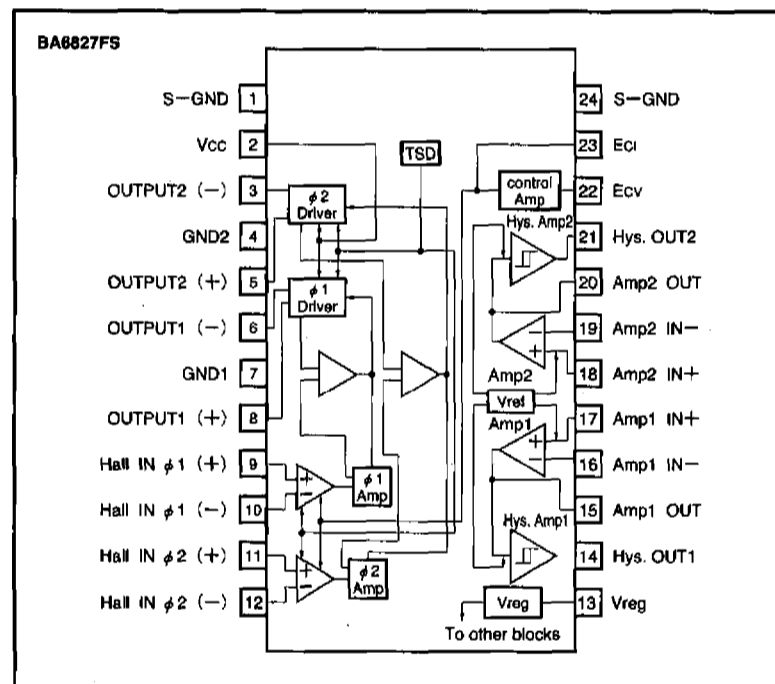 BA6827FS
S-GND 1
Vcc 2
OUTPUT2 (-) 3
GND2 4
OUTPUT2 (+) 5
OUTPUT1 (-) 6
GND1 7
OUTPUT1 (+) 8
Hall IN φ1 (+) 9
Hall IN φ1 (-) 10
Hall IN φ2 (+) 11
Hall IN φ2 (-) 12
24 S-GND
23 ECI
22 ECV
21 Hys. OUT2
20 Amp2 OUT
19 Amp2 IN-
18 Amp2 IN+
17 Amp1 IN+
16 Amp1 IN-
15 Amp1 OUT
14 Hys. OUT1
13 Vreg
TSD
φ2
Driver
φ1
Driver
φ1
Amp
φ2
Amp
+
-
+
-
control
Amp
Hys. Amp2
-
+
Amp2
Vref
Amp1
+
-
Hys. Amp1
Vreg
To other blocks